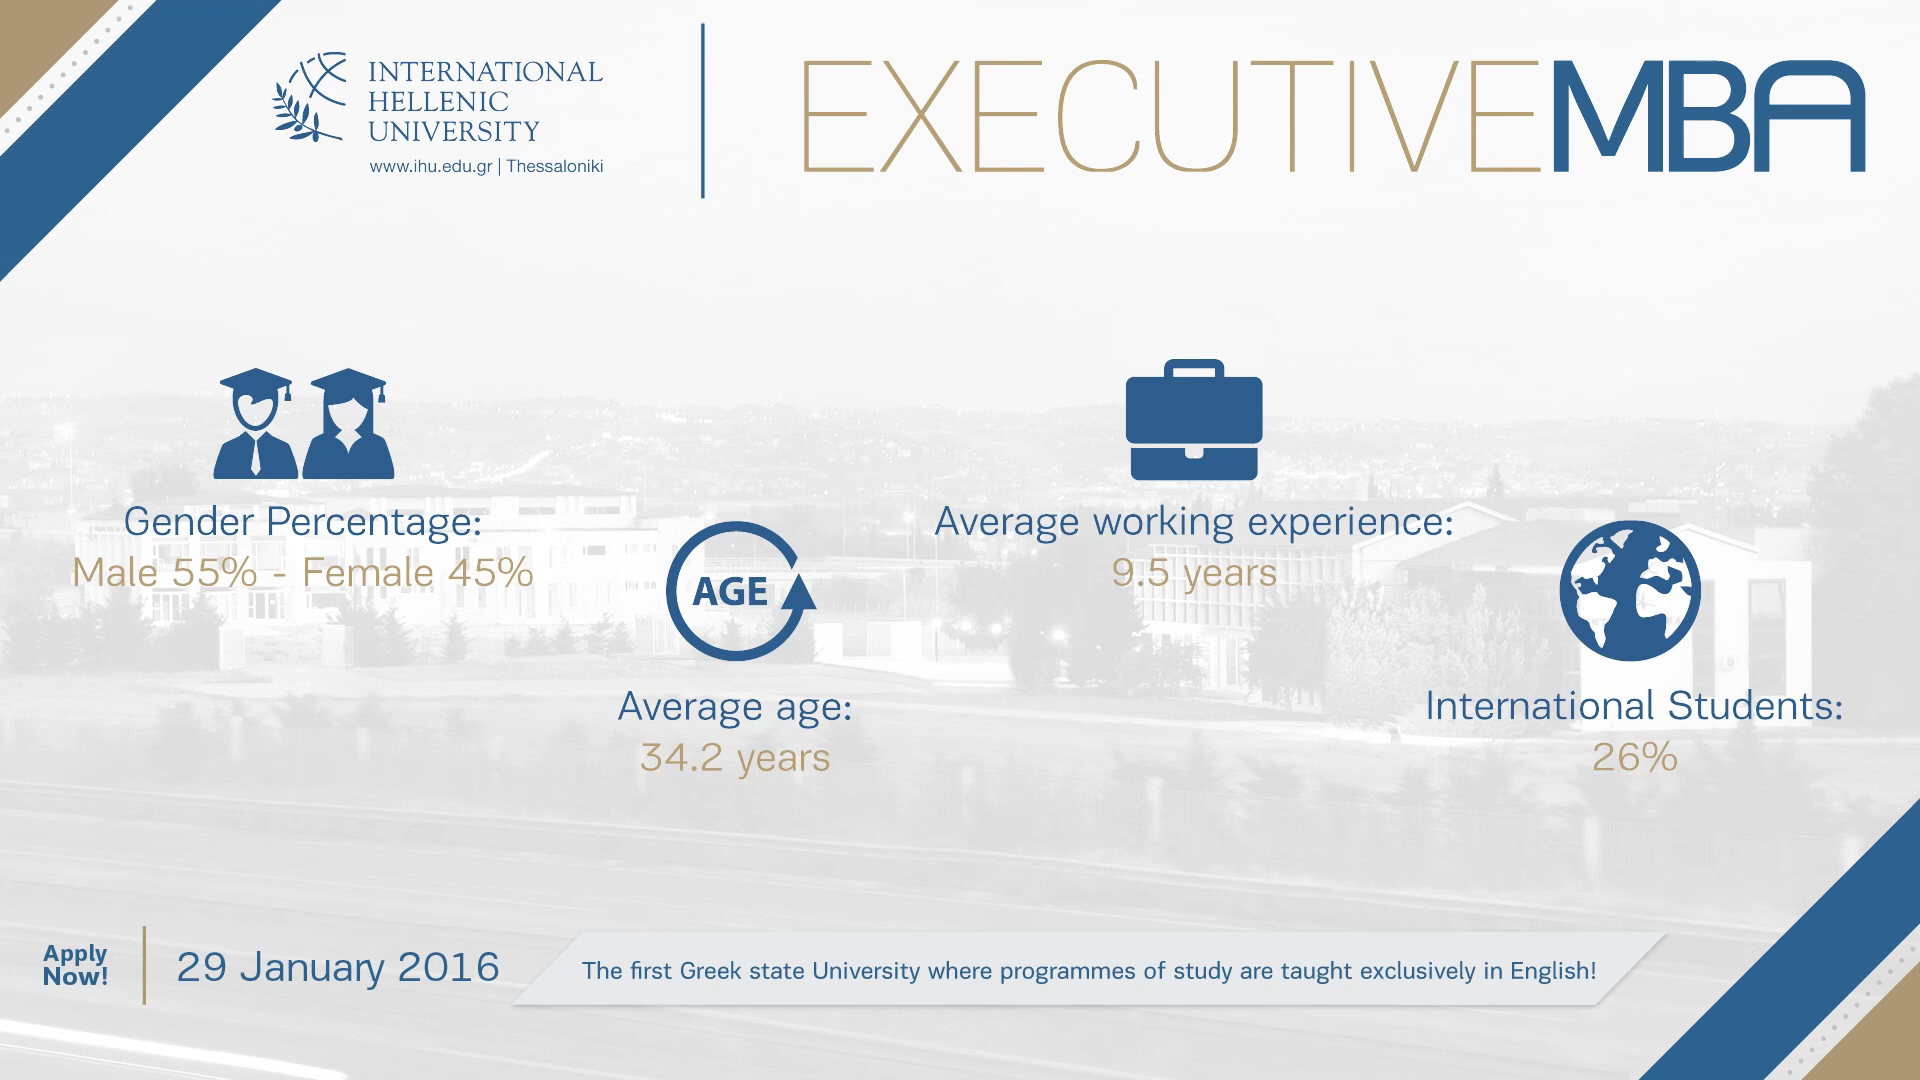 INTERNATIONAL
HELLENIC
UNIVERSITY
www.ihu.edu.gr | Thessaloniki
EXECUTIVEMBA
Gender Percentage:
Male 55% - Female 45%
AGE
Average age:
34.2 years
Average working experience:
9.5 years
International Students:
26%
Apply
Now!
29 January 2016
The first Greek state University where programmes of study are taught exclusively in English!